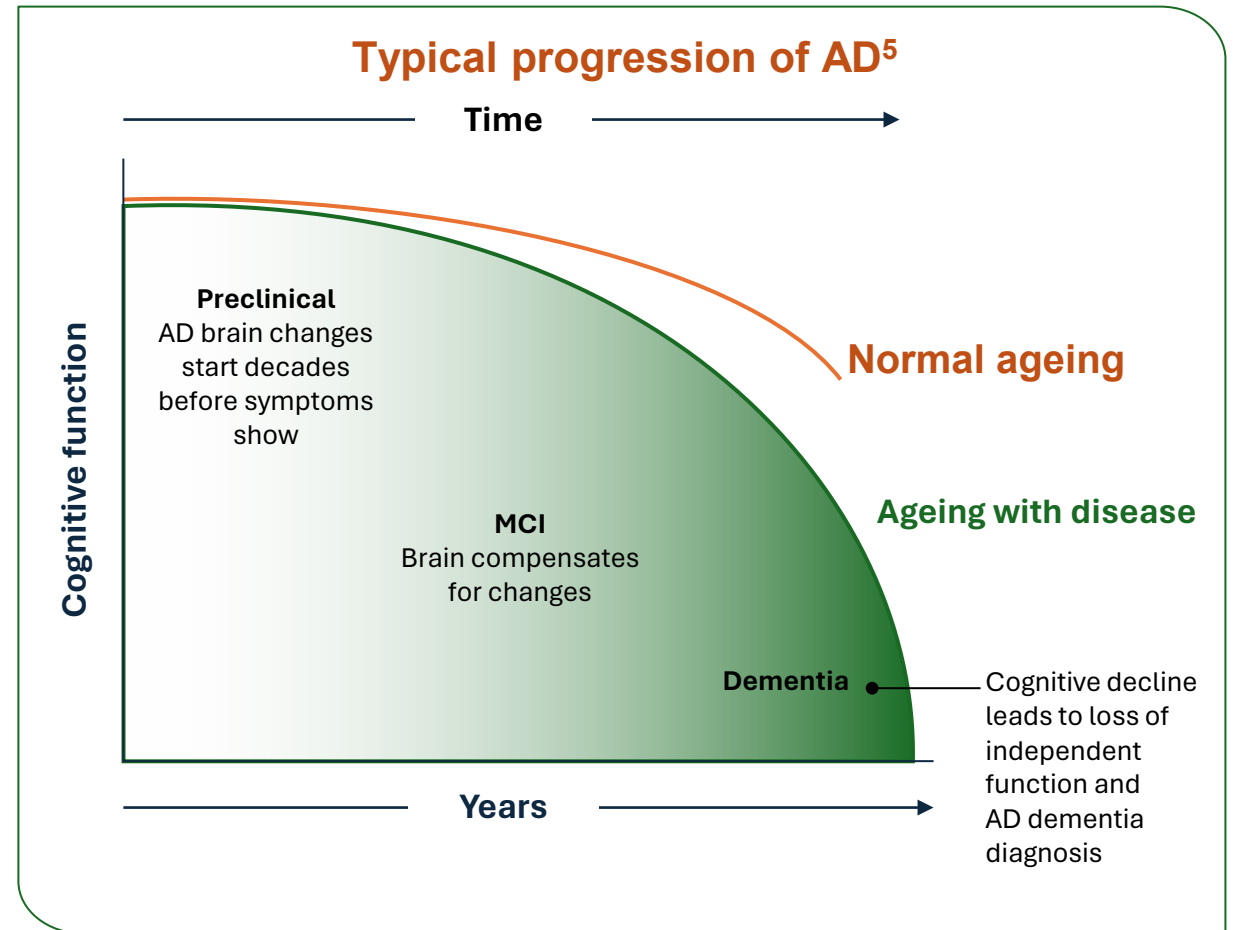 Typical progression of AD⁵
Time
Cognitive function
Preclinical
AD brain changes
start decades
before symptoms
show
Normal ageing
Ageing with disease
MCI
Brain compensates
for changes
Dementia
Cognitive decline
leads to loss of
independent
function and
AD dementia
diagnosis
Years